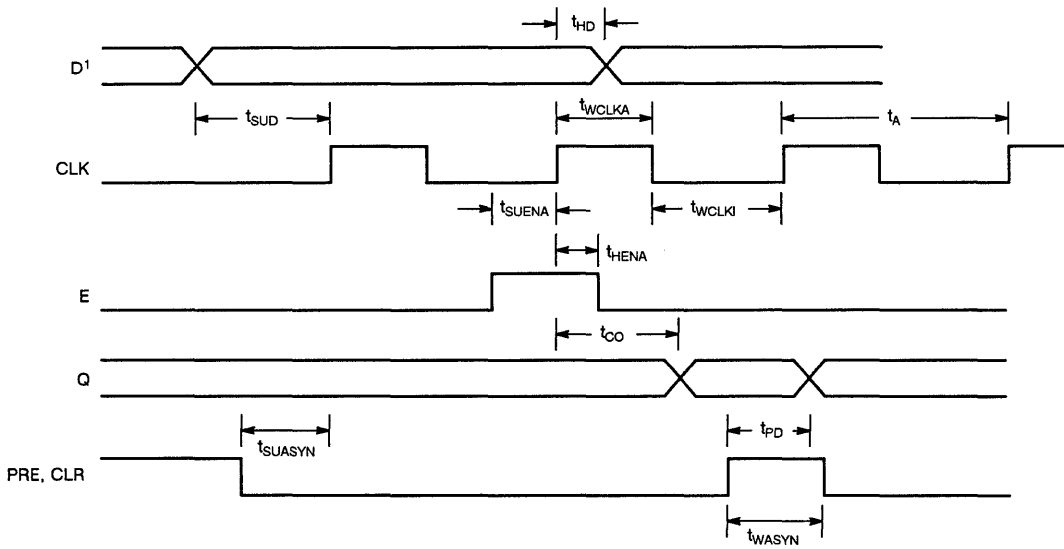 tHD
D1
tSUD
tWCLKA
tA
CLK
tSUENA
tWCLKI
tHENA
E
tCO
Q
tSUASYN
tPD
PRE, CLR
tWASYN